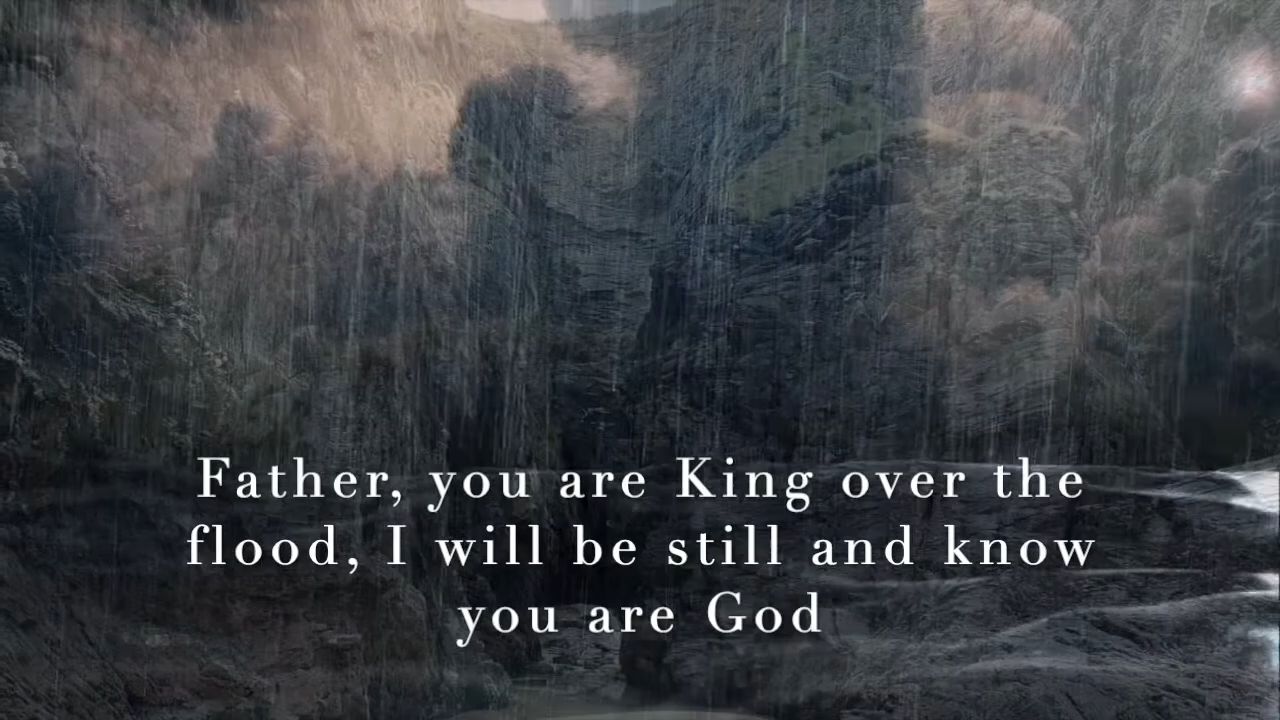 Father, you are King over the
flood, I will be still and know
you are God